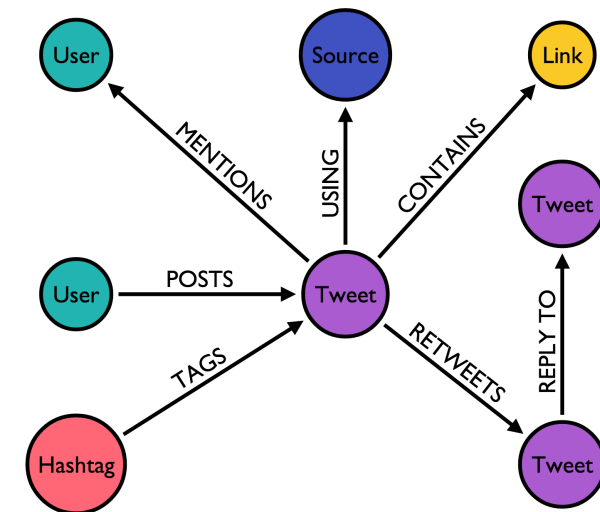 User
Source
Link
MENTIONS
USING
CONTAINS
Tweet
User
POSTS
Tweet
TAGS
RETWEETS
REPLY TO
Hashtag
Tweet